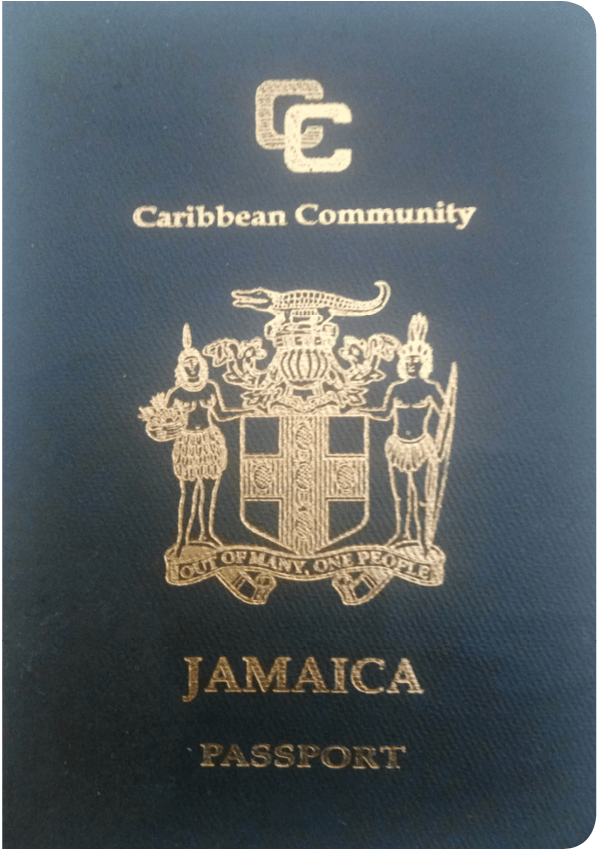 CC
Caribbean Community
OUT OF MANY, ONE PEOPLE
JAMAICA
PASSPORT